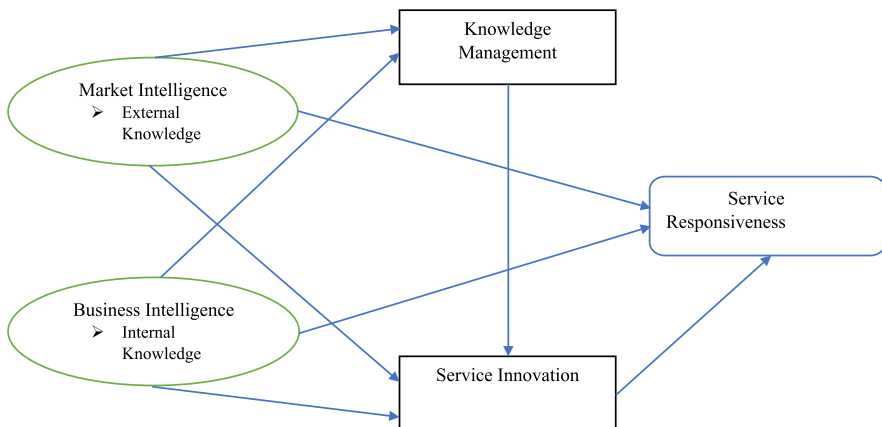 Knowledge
Management
Market Intelligence
➢ External
Knowledge
Service
Responsiveness
Business Intelligence
➢ Internal
Knowledge
Service Innovation